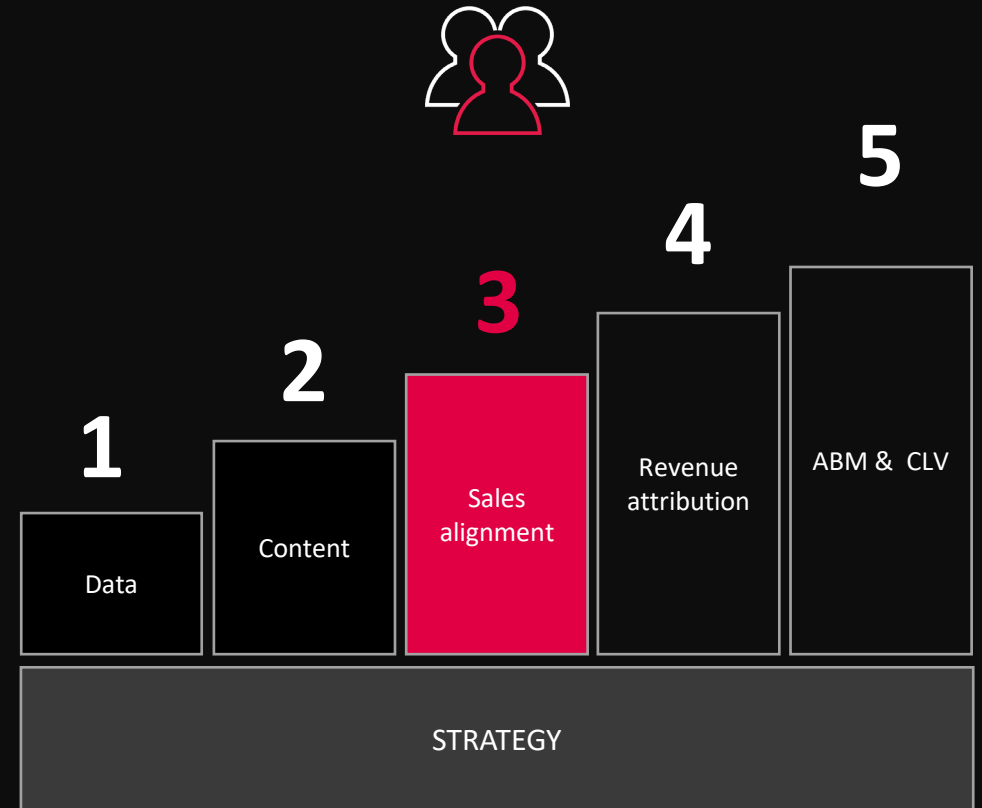 1
Data
2
Content
3
Sales
alignment
4
Revenue
attribution
5
ABM & CLV
STRATEGY